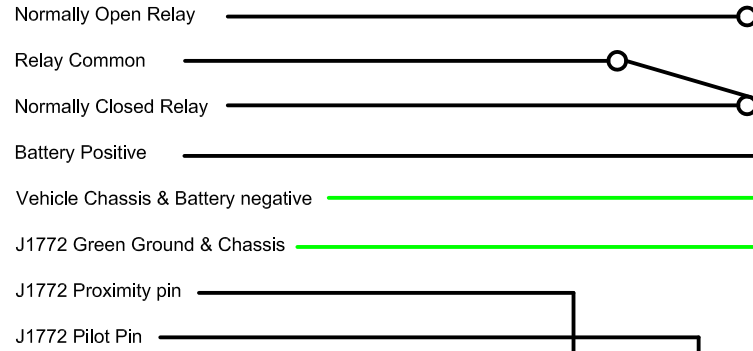 Normally Open Relay
Relay Common
Normally Closed Relay
Battery Positive
Vehicle Chassis & Battery negative
J1772 Green Ground & Chassis
J1772 Proximity pin
J1772 Pilot Pin